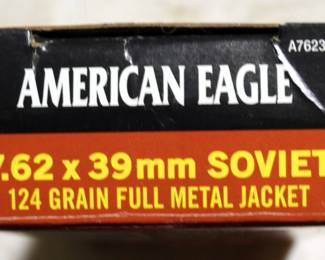 A7623
AMERICAN EAGLE
7.62 x 39mm SOVIET
124 GRAIN FULL METAL JACKET